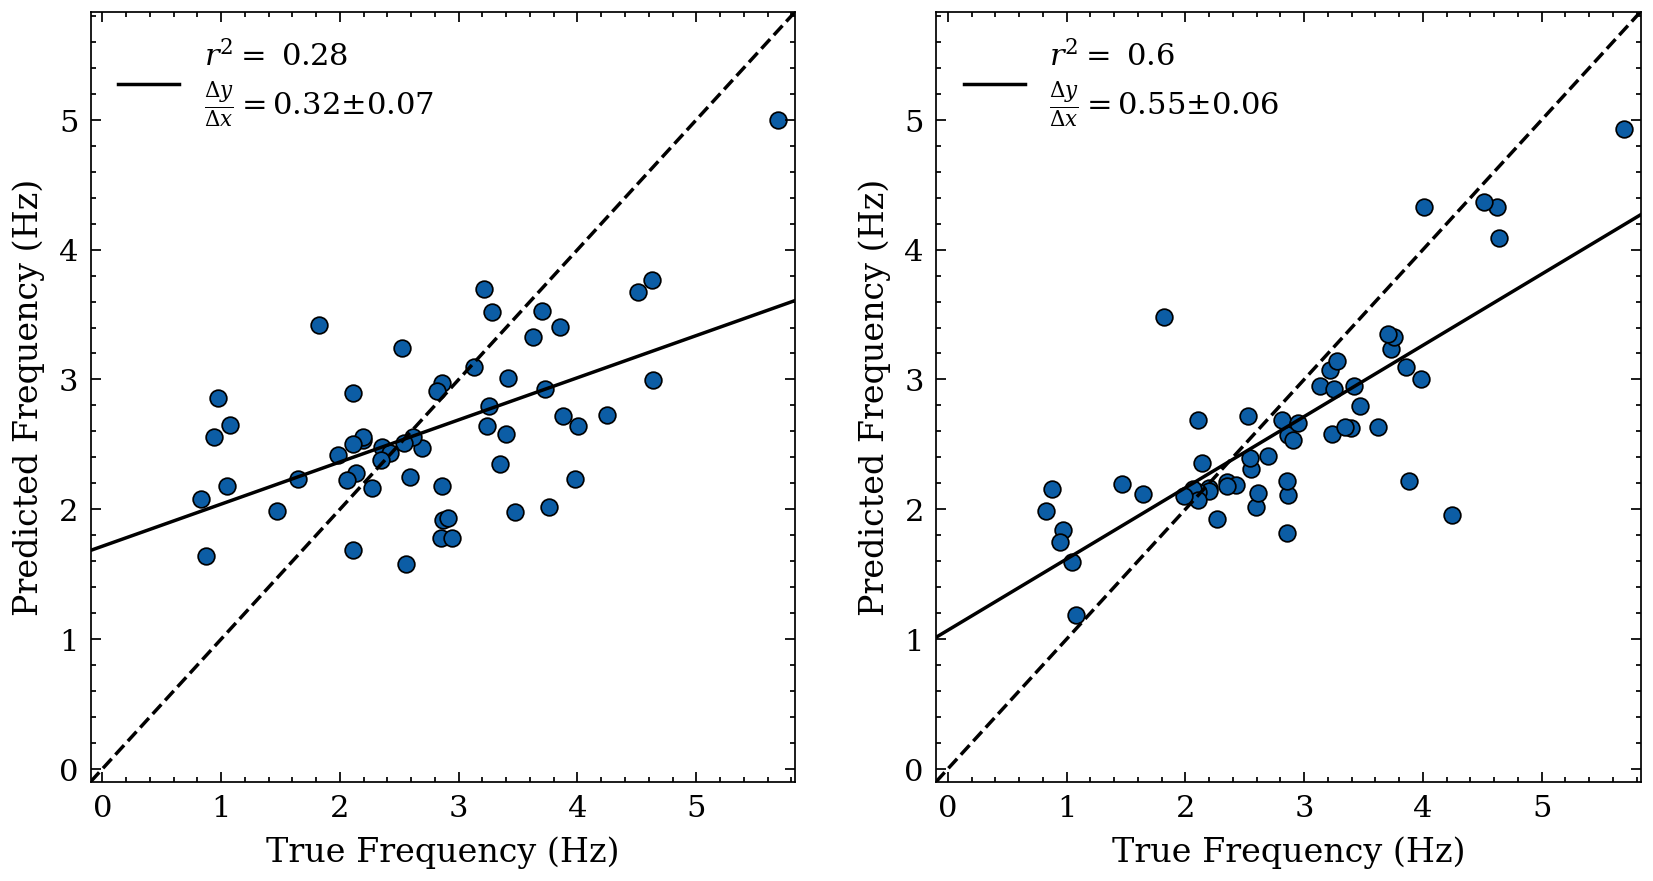 r² = 0.28
Δy/Δx = 0.32±0.07
5
4
3
2
1
0
0 1 2 3 4 5
Predicted Frequency (Hz)
True Frequency (Hz)
r² = 0.6
Δy/Δx = 0.55±0.06
5
4
3
2
1
0
0 1 2 3 4 5
Predicted Frequency (Hz)
True Frequency (Hz)